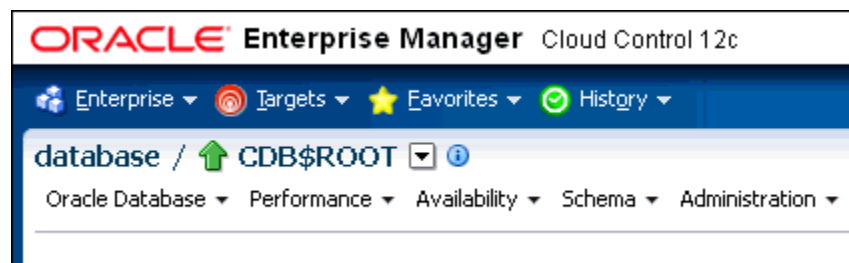 ORACLE Enterprise Manager Cloud Control 12c
Enterprise Targets Favorites History
database / CDB$ROOT
Oracle Database Performance Availability Schema Administration